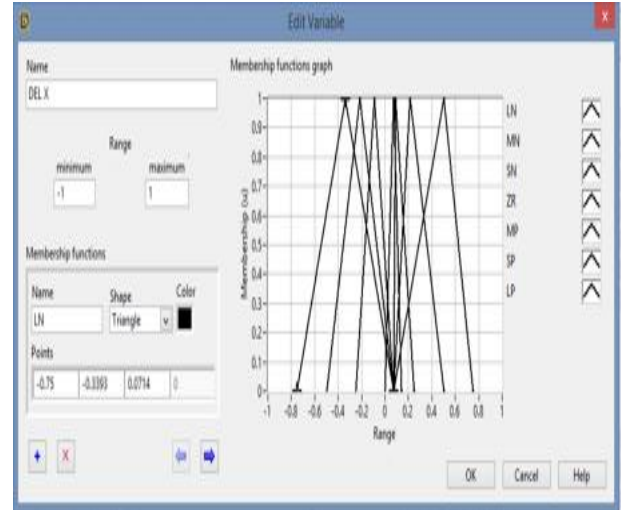 Edit Variable
Name
DEL X
Range
minimum
maximum
-1
1
Membership functions
Name
Shape
Color
LN
Triangle
Points
-0.75
-0.3393
0.0714
0
Membership functions graph
Membership (u)
1
0.9
0.8
0.7
0.6
0.5
0.4
0.3
0.2
0.1
0
-1
-0.8
-0.6
-0.4
-0.2
0
0.2
0.4
0.6
0.8
1
Range
LN
MN
SN
ZR
MP
SP
LP
OK
Cancel
Help